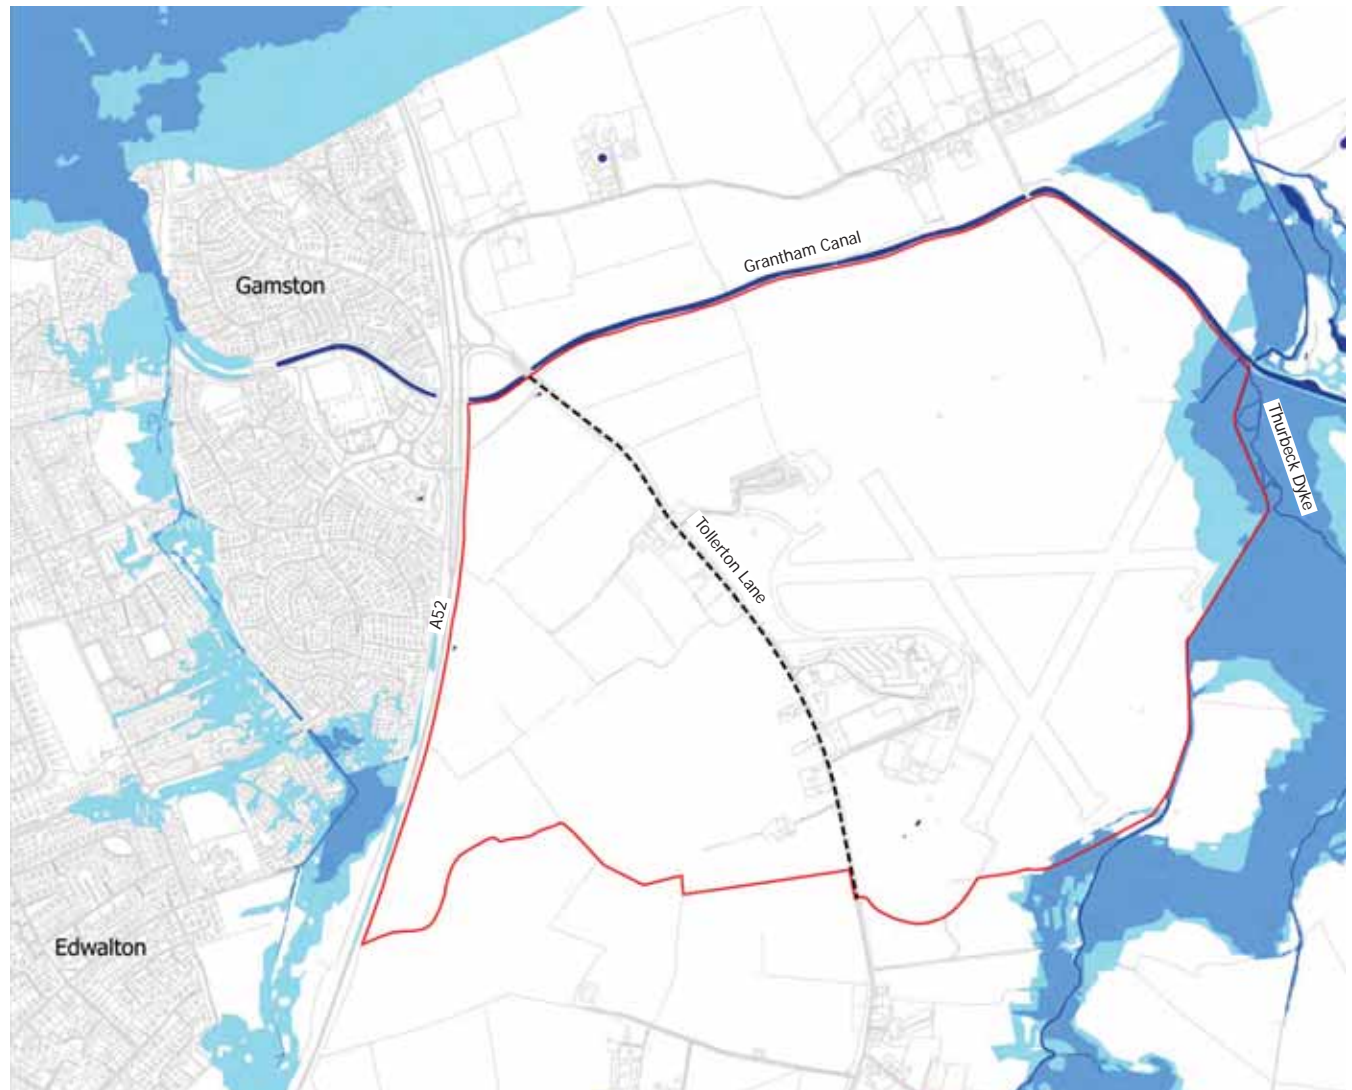 Grantham Canal
Gamston
Thurbeck Dyke
Tollerton Lane
A52
Edwalton